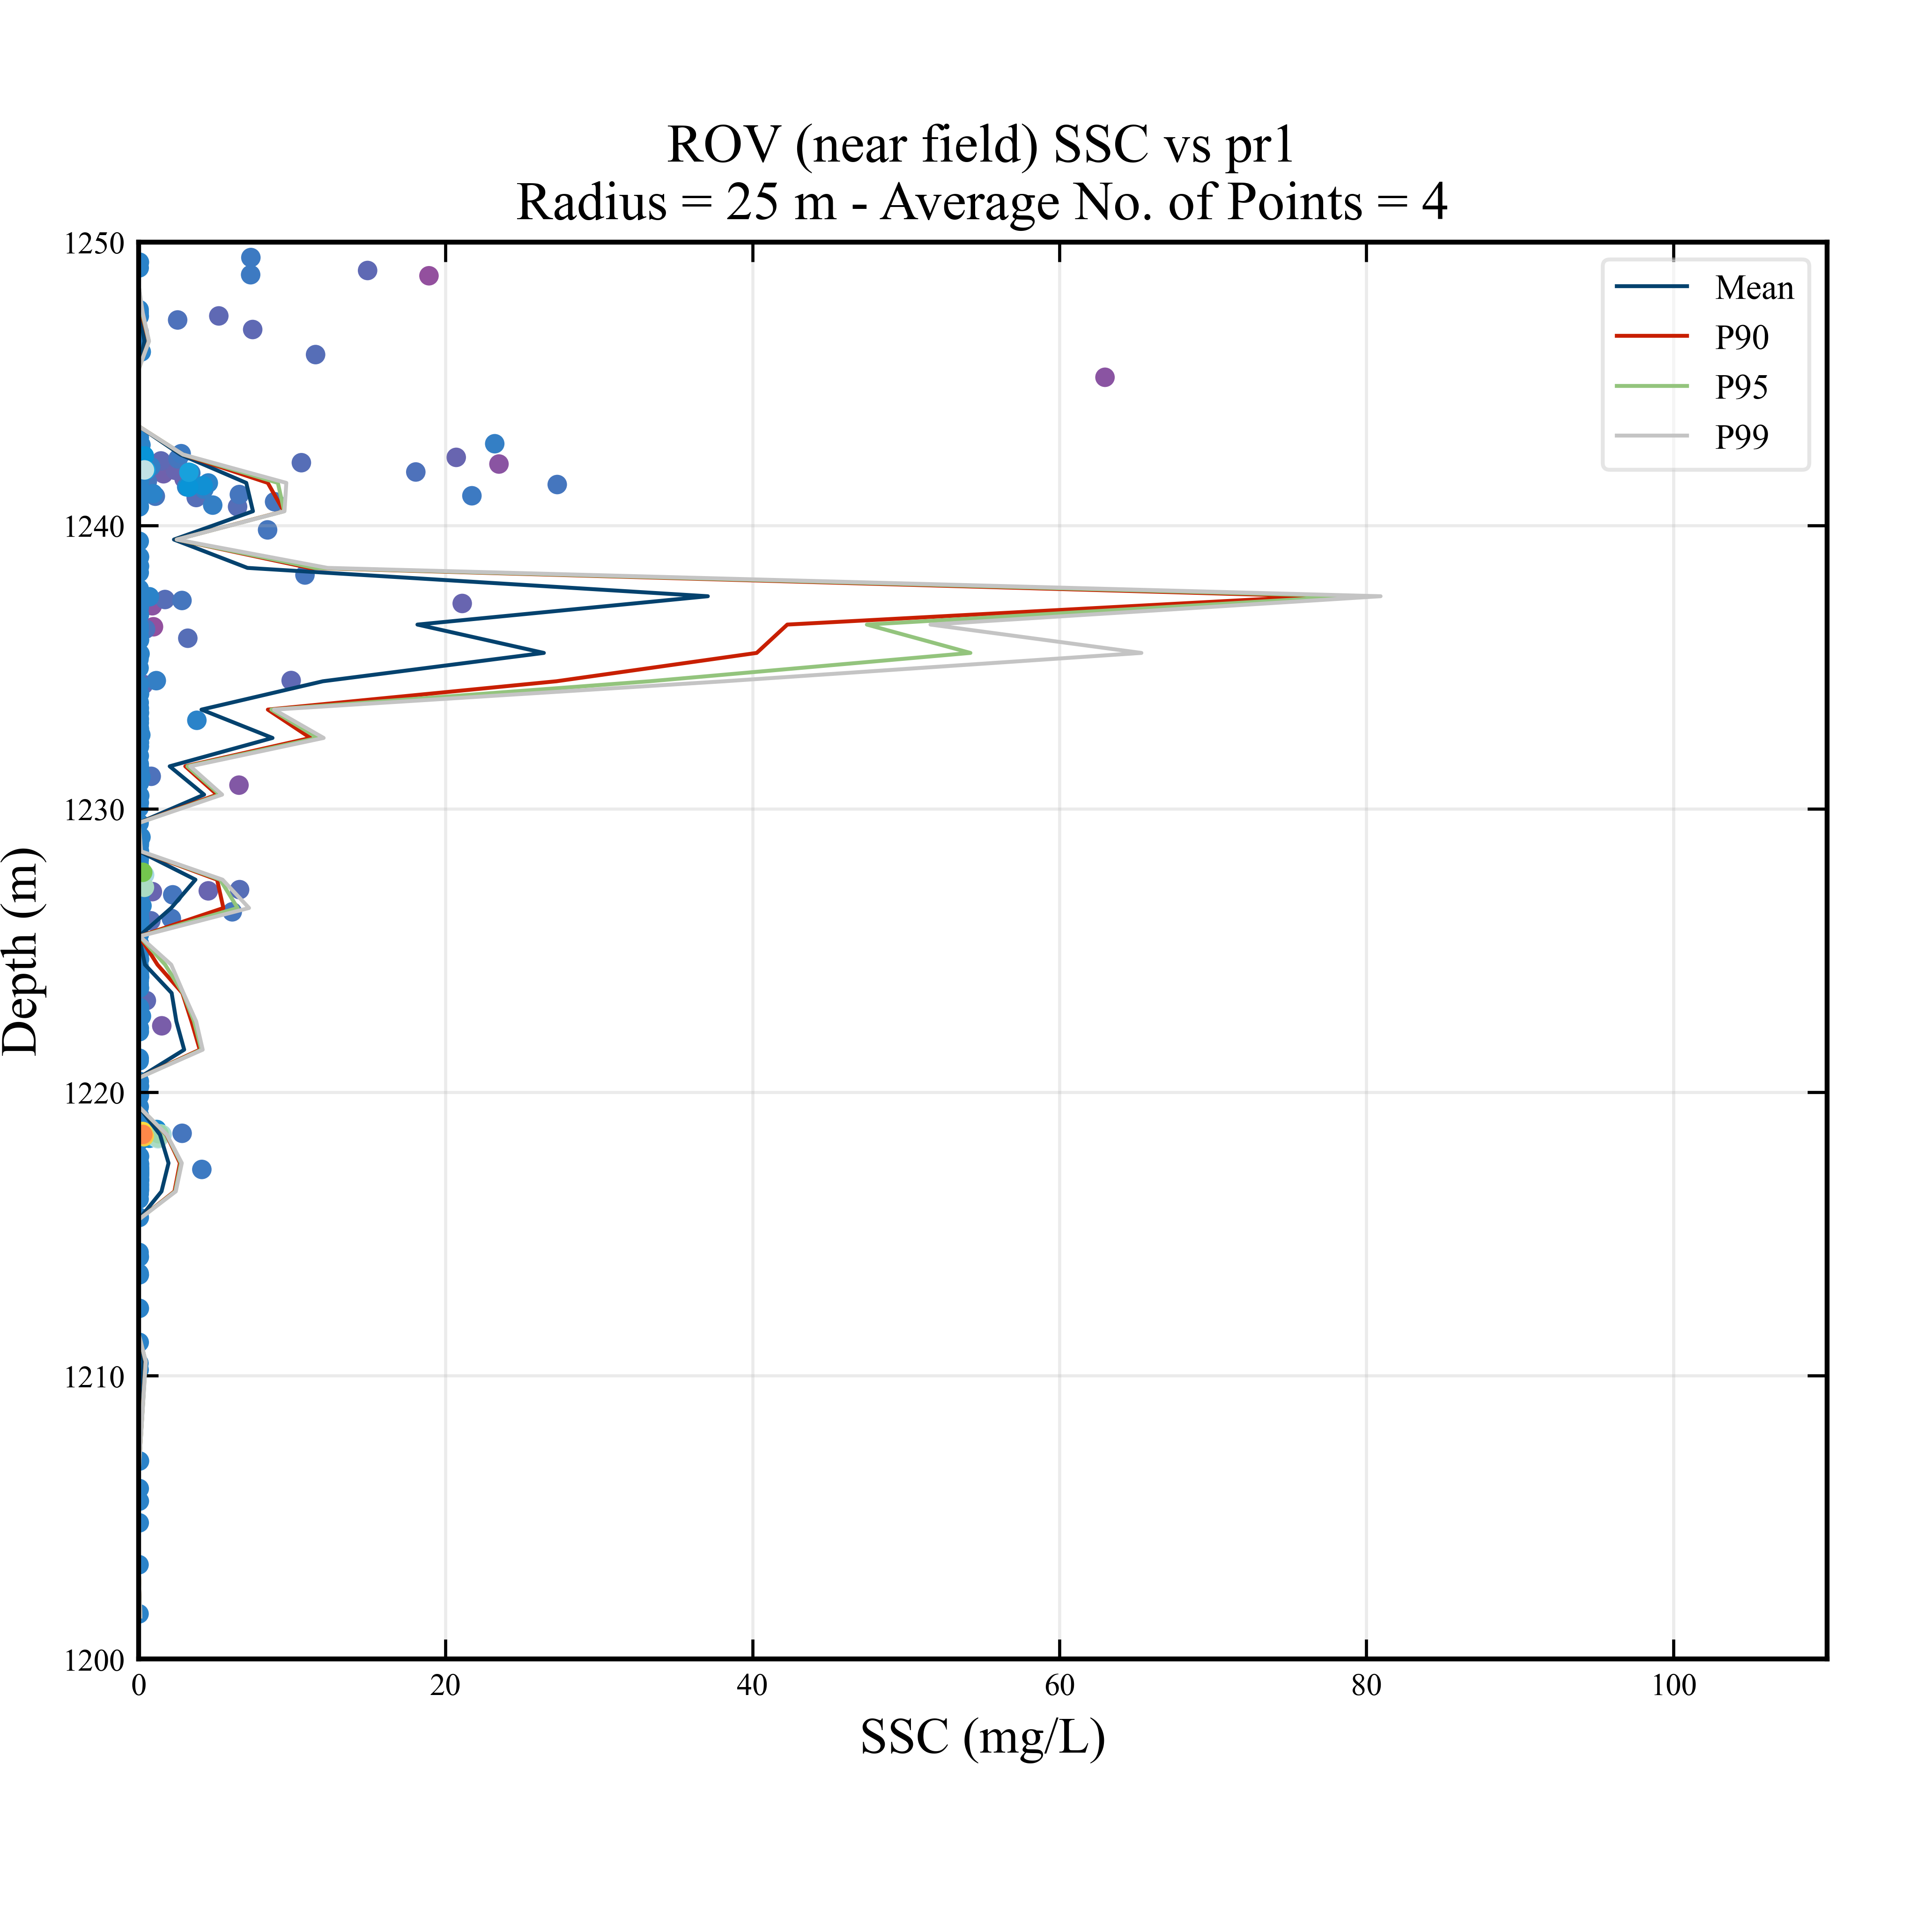 ROV (near field) SSC vs pr1
Radius = 25 m - Average No. of Points = 4
1250
1240
1230
1220
1210
1200
Depth (m)
Mean
P90
P95
P99
0 20 40 60 80 100
SSC (mg/L)